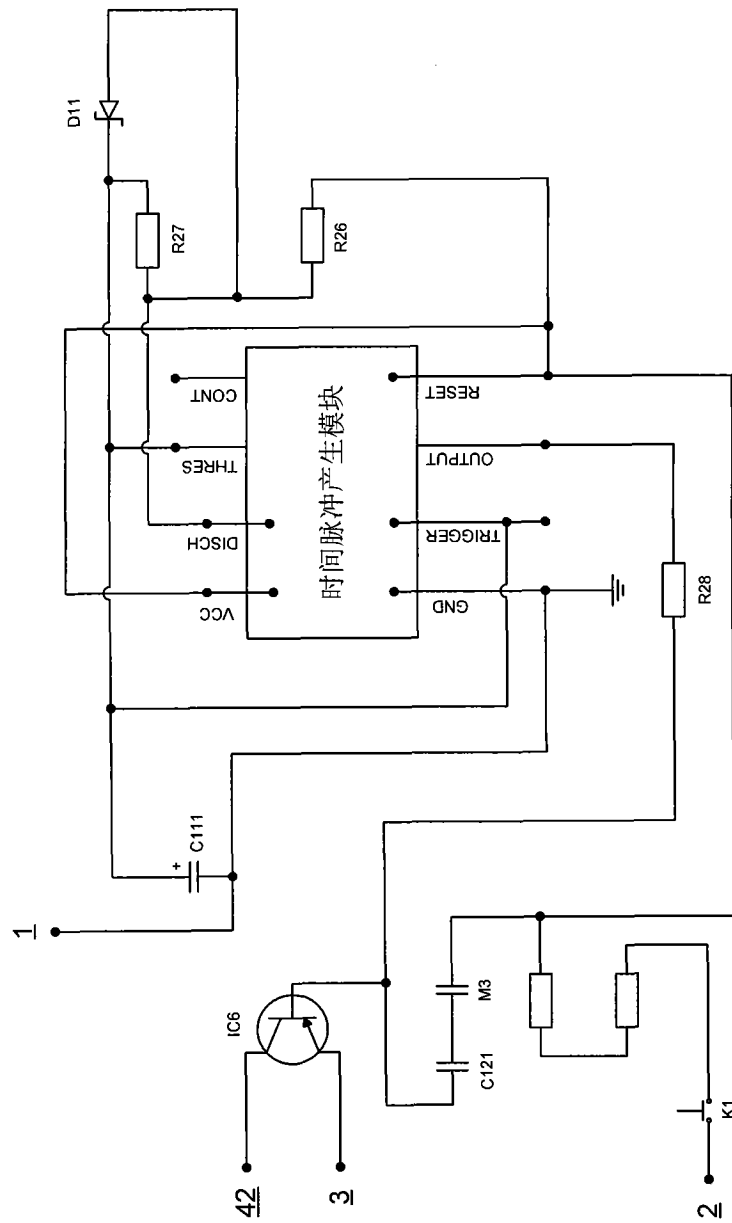 D11
R27
R26
CONT
THRES
DISCH
VCC
时间脉冲产生模块
RESET
OUTPUT
TRIGGER
GND
R28
C111
+
1
IC6
M3
C121
42
3
K1
2